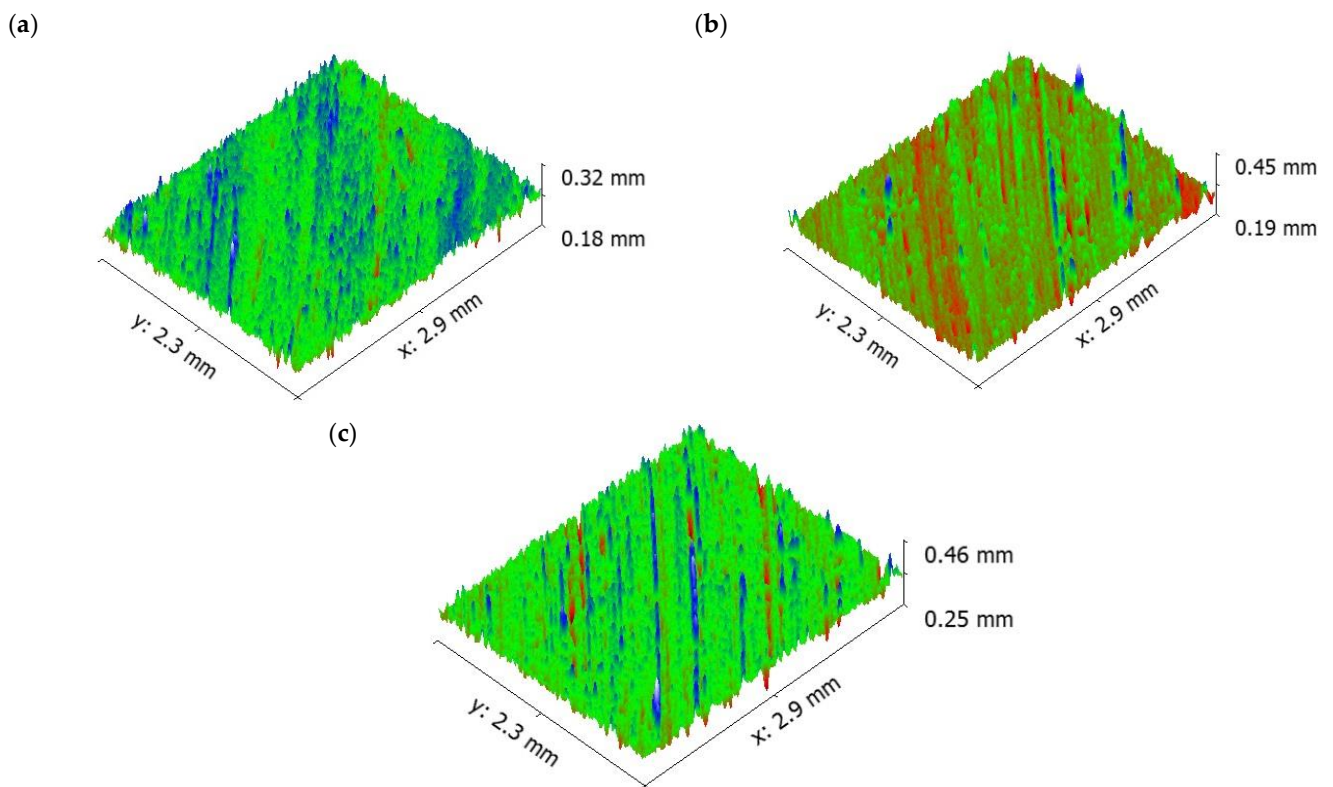 (a)
0.32 mm
0.18 mm
y: 2.3 mm
x: 2.9 mm
(b)
0.45 mm
0.19 mm
y: 2.3 mm
x: 2.9 mm
(c)
0.46 mm
0.25 mm
y: 2.3 mm
x: 2.9 mm